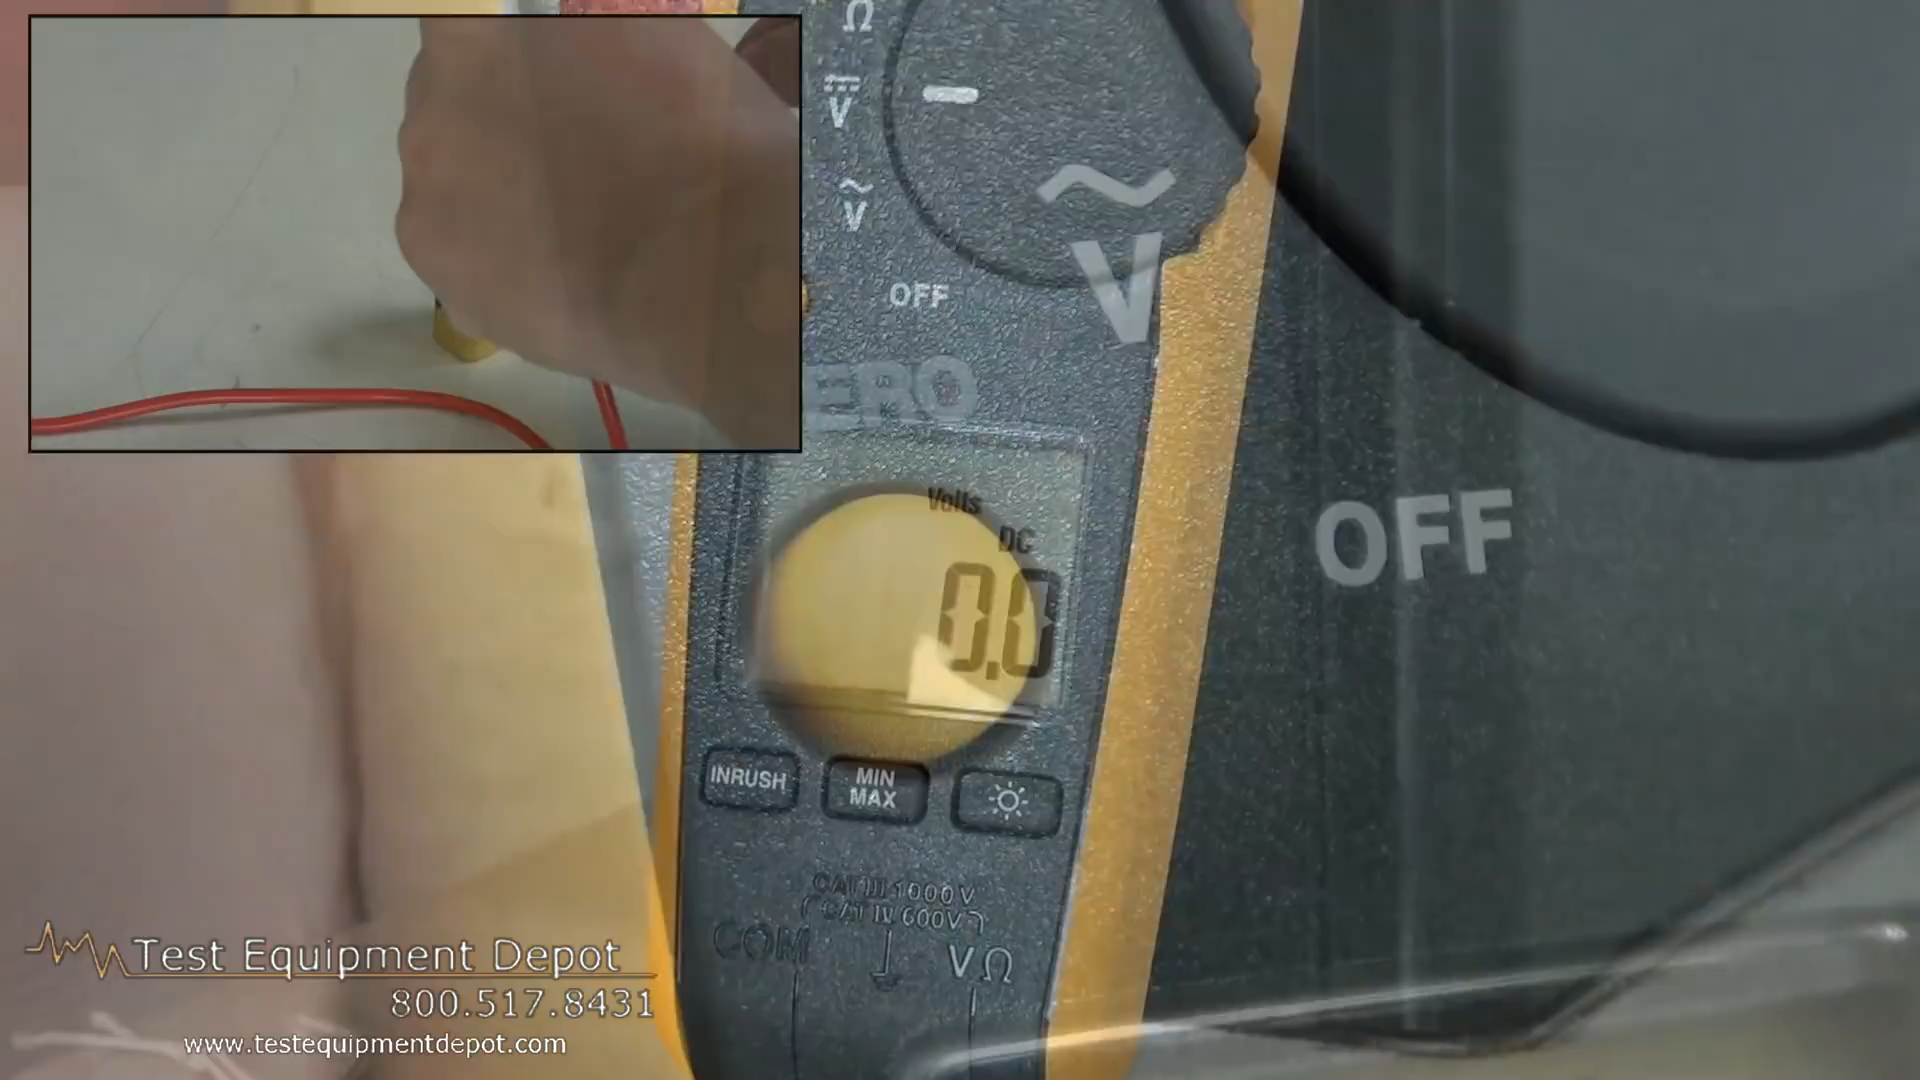 Ω
V
V
V
OFF
ERO
OFF
Volts
DC
0.0
INRUSH
MIN
MAX
CAT III 1000 V
( CAT IV 600V )
COM
VΩ
Test Equipment Depot
800.517.8431
www.testequipmentdepot.com